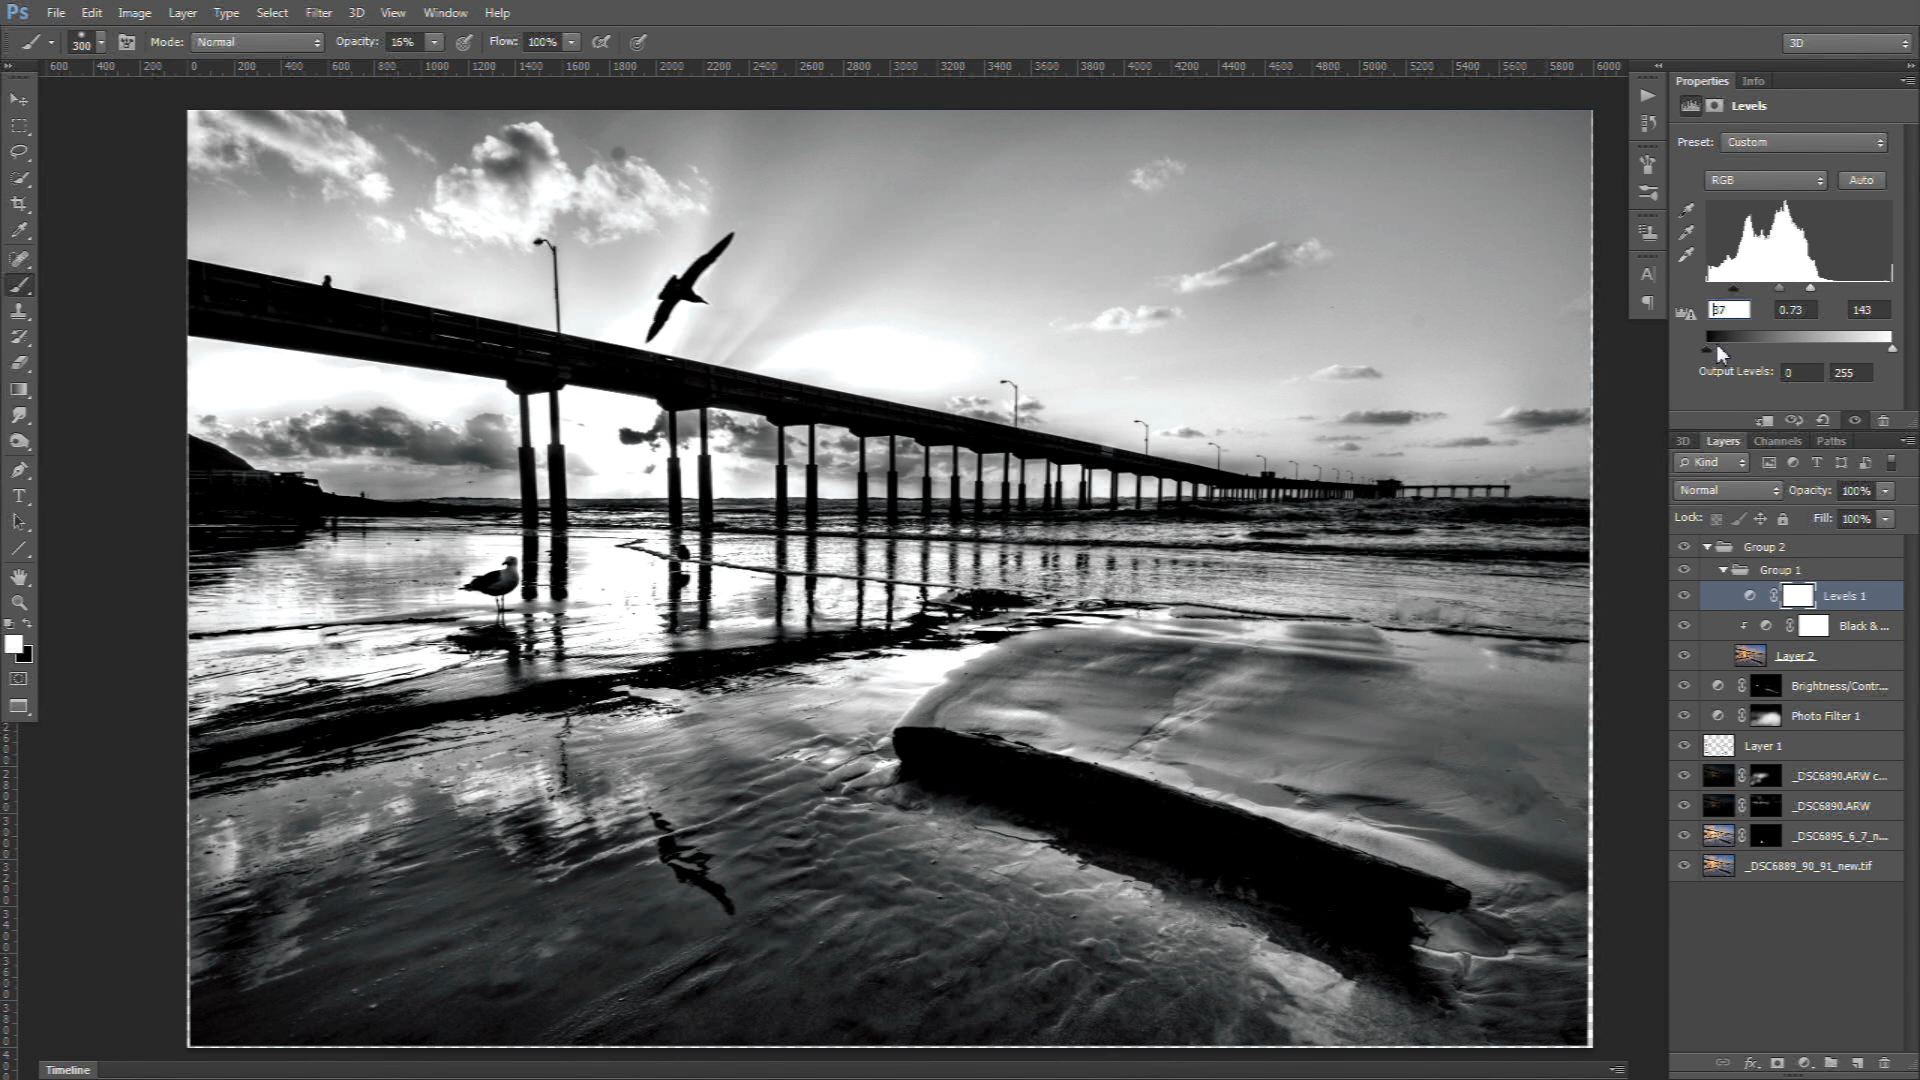 Ps File Edit Image Layer Type Select Filter 3D View Window Help
300 Mode: Normal Opacity: 16% Flow: 100% 3D
600 400 200 0 200 400 600 800 1000 1200 1400 1600 1800 2000 2200 2400 2600 2800 3000 3200 3400 3600 3800 4000 4200 4400 4600 4800 5000 5200 5400 5600 5800 6000
Properties Info
Levels
Preset: Custom
RGB Auto
37 0.73 143
Output Levels: 0 255
3D Layers Channels Paths
Kind
Normal Opacity: 100%
Lock: Fill: 100%
Group 2
Group 1
Levels 1
Black & ...
Layer 2
Brightness/Contr...
Photo Filter 1
Layer 1
_DSC6890.ARW c...
_DSC6890.ARW
_DSC6895_6_7_n...
_DSC6889_90_91_new.tif
Timeline